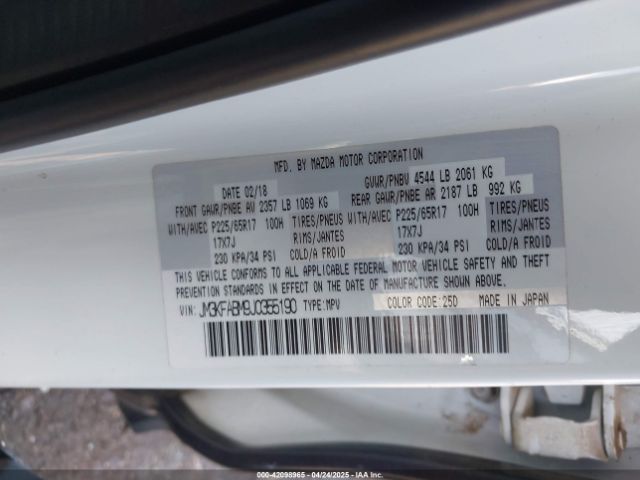 MFD. BY MAZDA MOTOR CORPORATION
DATE 02/18 GVWR/PNBV 4544 LB 2061 KG
FRONT GAWR/PNBE AV 2357 LB 1069 KG REAR GAWR/PNBE AR 2187 LB 992 KG
WITH/AVEC P225/65R17 100H TIRES/PNEUS WITH/AVEC P225/65R17 100H TIRES/PNEUS
17X7J RIMS/JANTES 17X7J RIMS/JANTES
230 KPA/34 PSI COLD/A FROID 230 KPA/34 PSI COLD/A FROID
THIS VEHICLE CONFORMS TO ALL APPLICABLE FEDERAL MOTOR VEHICLE SAFETY AND THEFT
PREVENTION STANDARDS IN EFFECT ON THE DATE OF MANUFACTURE SHOWN ABOVE.
VIN: JM3KFABM9J0355190 TYPE:MPV COLOR CODE:25D MADE IN JAPAN
000-42098965 - 04/24/2025 - IAA Inc.